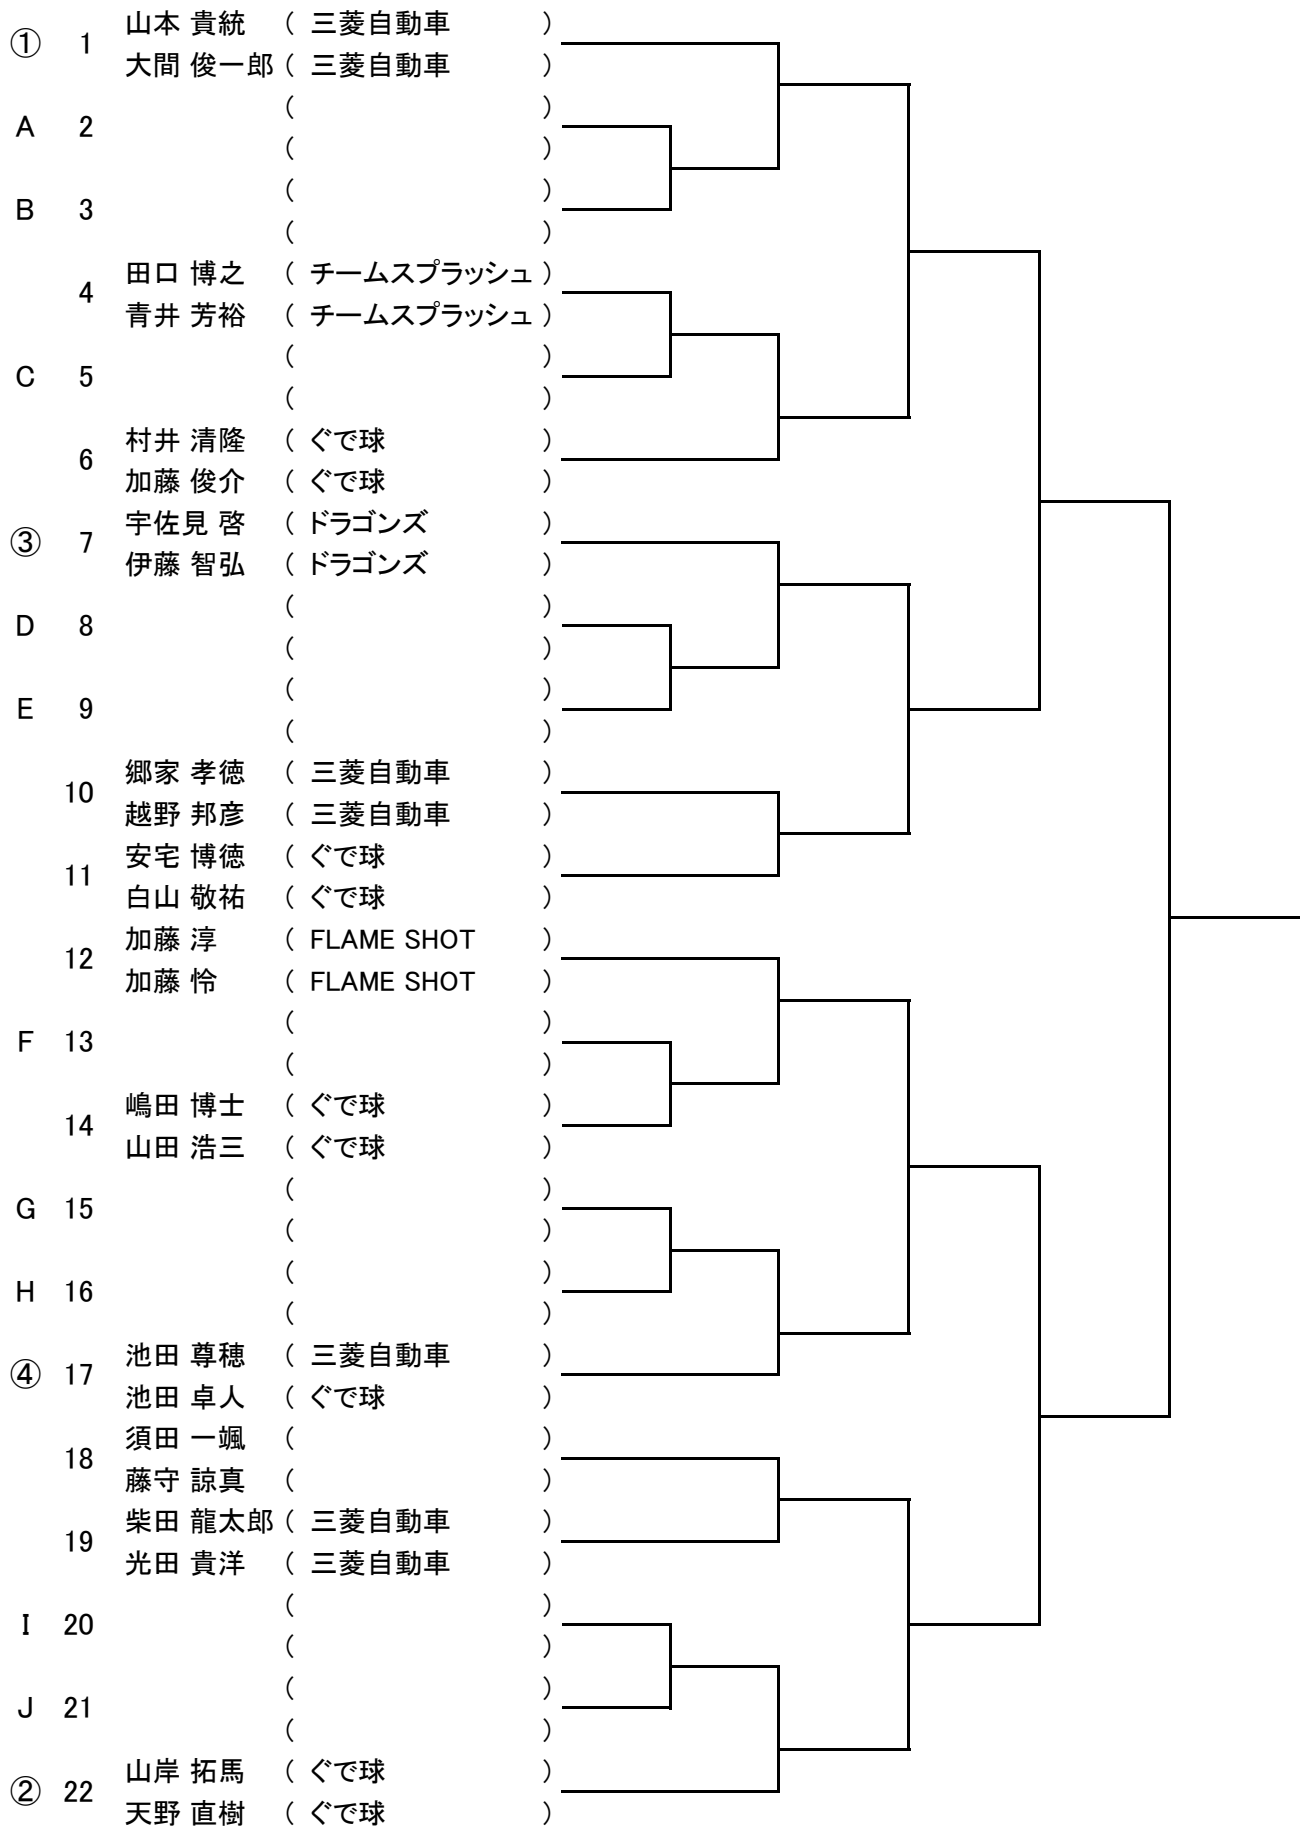 ① 1 山本 貴統 ( 三菱自動車 )
大間 俊一郎 ( 三菱自動車 )
A 2 ( )
( )
B 3 ( )
( )
4 田口 博之 ( チームスプラッシュ )
青井 芳裕 ( チームスプラッシュ )
C 5 ( )
( )
6 村井 清隆 ( ぐで球 )
加藤 俊介 ( ぐで球 )
③ 7 宇佐見 啓 ( ドラゴンズ )
伊藤 智弘 ( ドラゴンズ )
D 8 ( )
( )
E 9 ( )
( )
10 郷家 孝徳 ( 三菱自動車 )
越野 邦彦 ( 三菱自動車 )
11 安宅 博徳 ( ぐで球 )
白山 敬祐 ( ぐで球 )
12 加藤 淳 ( FLAME SHOT )
加藤 怜 ( FLAME SHOT )
F 13 ( )
( )
14 嶋田 博士 ( ぐで球 )
山田 浩三 ( ぐで球 )
G 15 ( )
( )
H 16 ( )
( )
④ 17 池田 尊穂 ( 三菱自動車 )
池田 卓人 ( ぐで球 )
18 須田 一颯 ( )
藤守 諒真 ( )
19 柴田 龍太郎 ( 三菱自動車 )
光田 貴洋 ( 三菱自動車 )
I 20 ( )
( )
J 21 ( )
( )
② 22 山岸 拓馬 ( ぐで球 )
天野 直樹 ( ぐで球 )